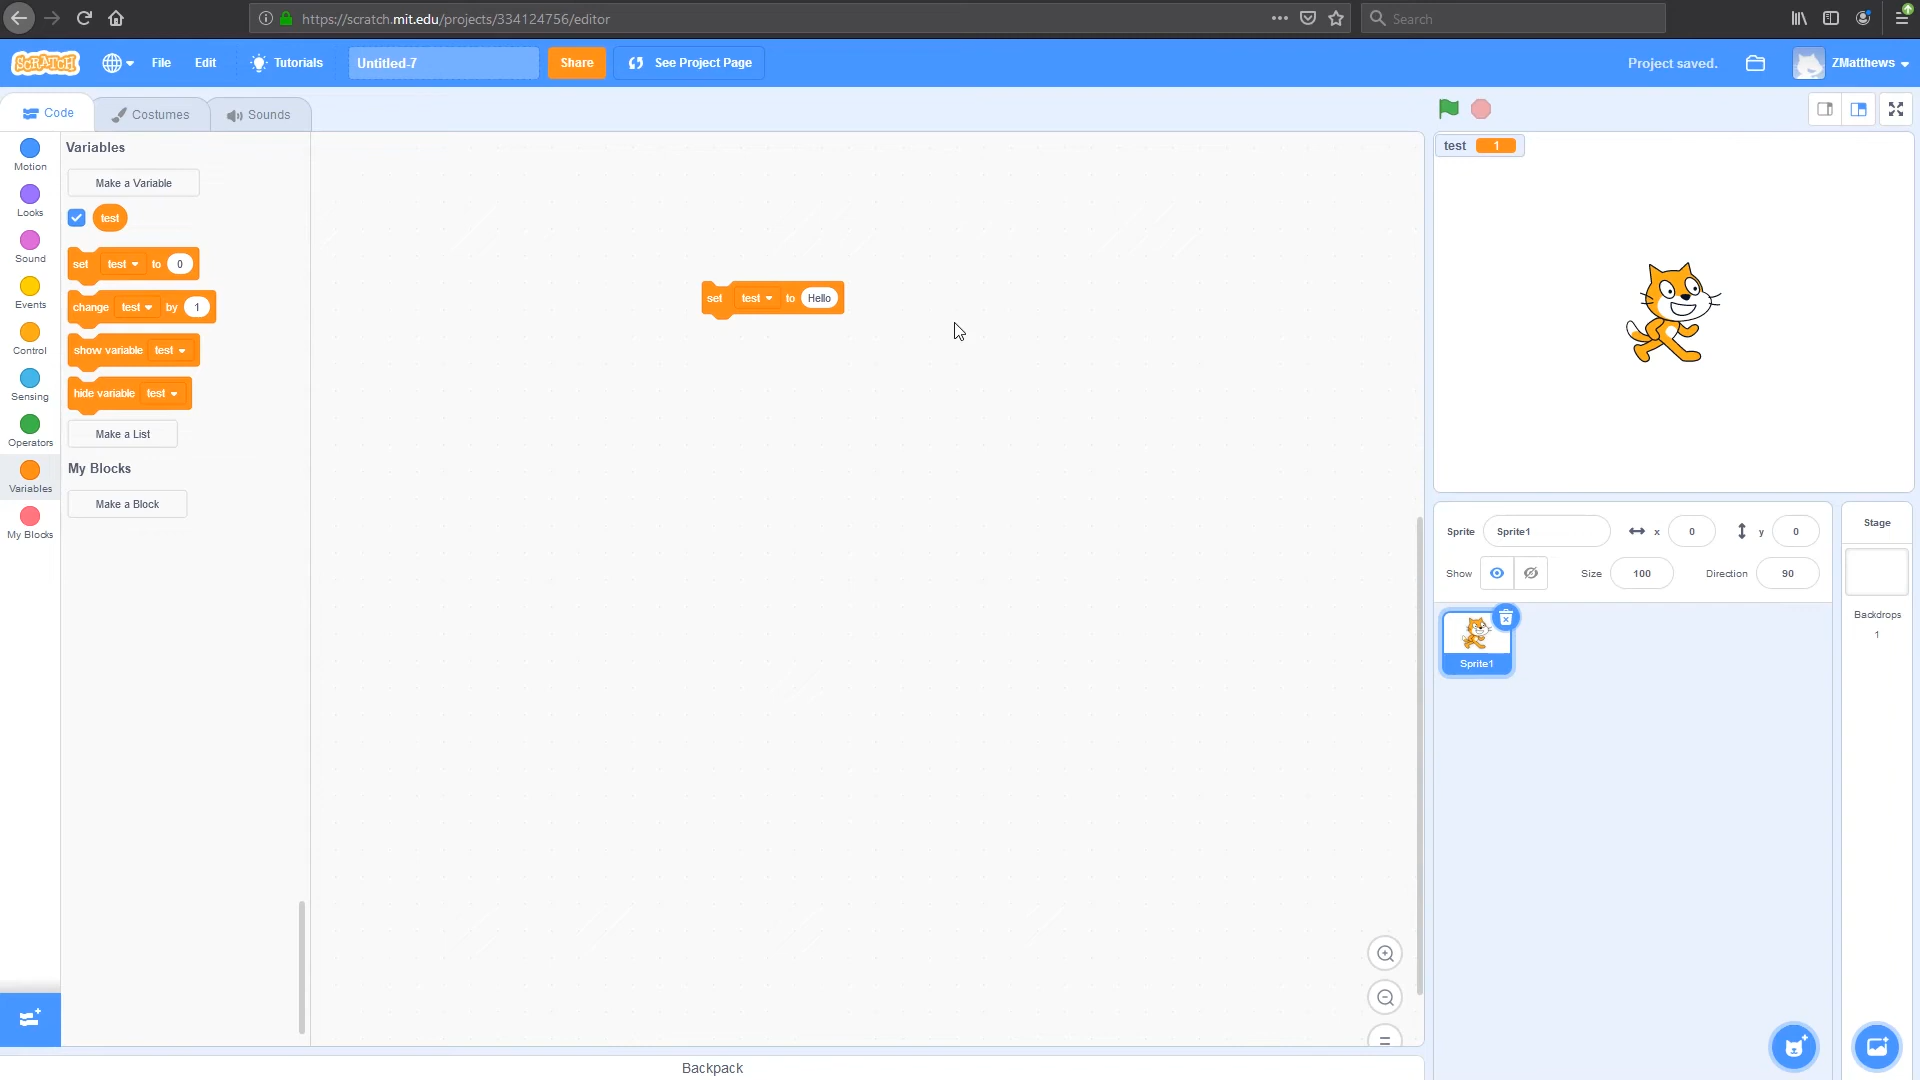 https://scratch.mit.edu/projects/334124756/editor
Search
SCRATCH
File
Edit
Tutorials
Untitled-7
Share
See Project Page
Project saved.
ZMatthews
Code
Costumes
Sounds
Motion
Looks
Sound
Events
Control
Sensing
Operators
Variables
My Blocks
Variables
Make a Variable
test
set test to 0
change test by 1
show variable test
hide variable test
Make a List
My Blocks
Make a Block
set test to Hello
test 1
Sprite Sprite1 x 0 y 0
Show Size 100 Direction 90
Sprite1
Stage
Backdrops
1
Backpack